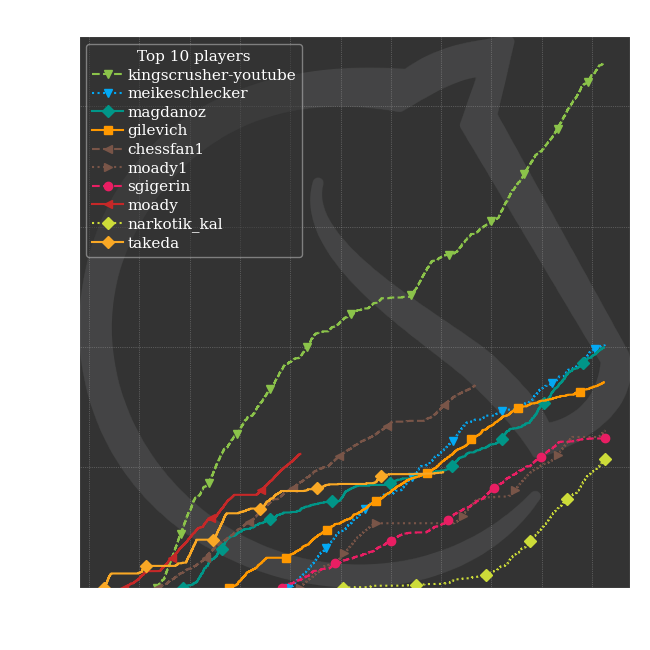 Top 10 players
kingscrusher-youtube
meikeschlecker
magdanoz
gilevich
chessfan1
moady1
sgigerin
moady
narkotik_kal
takeda